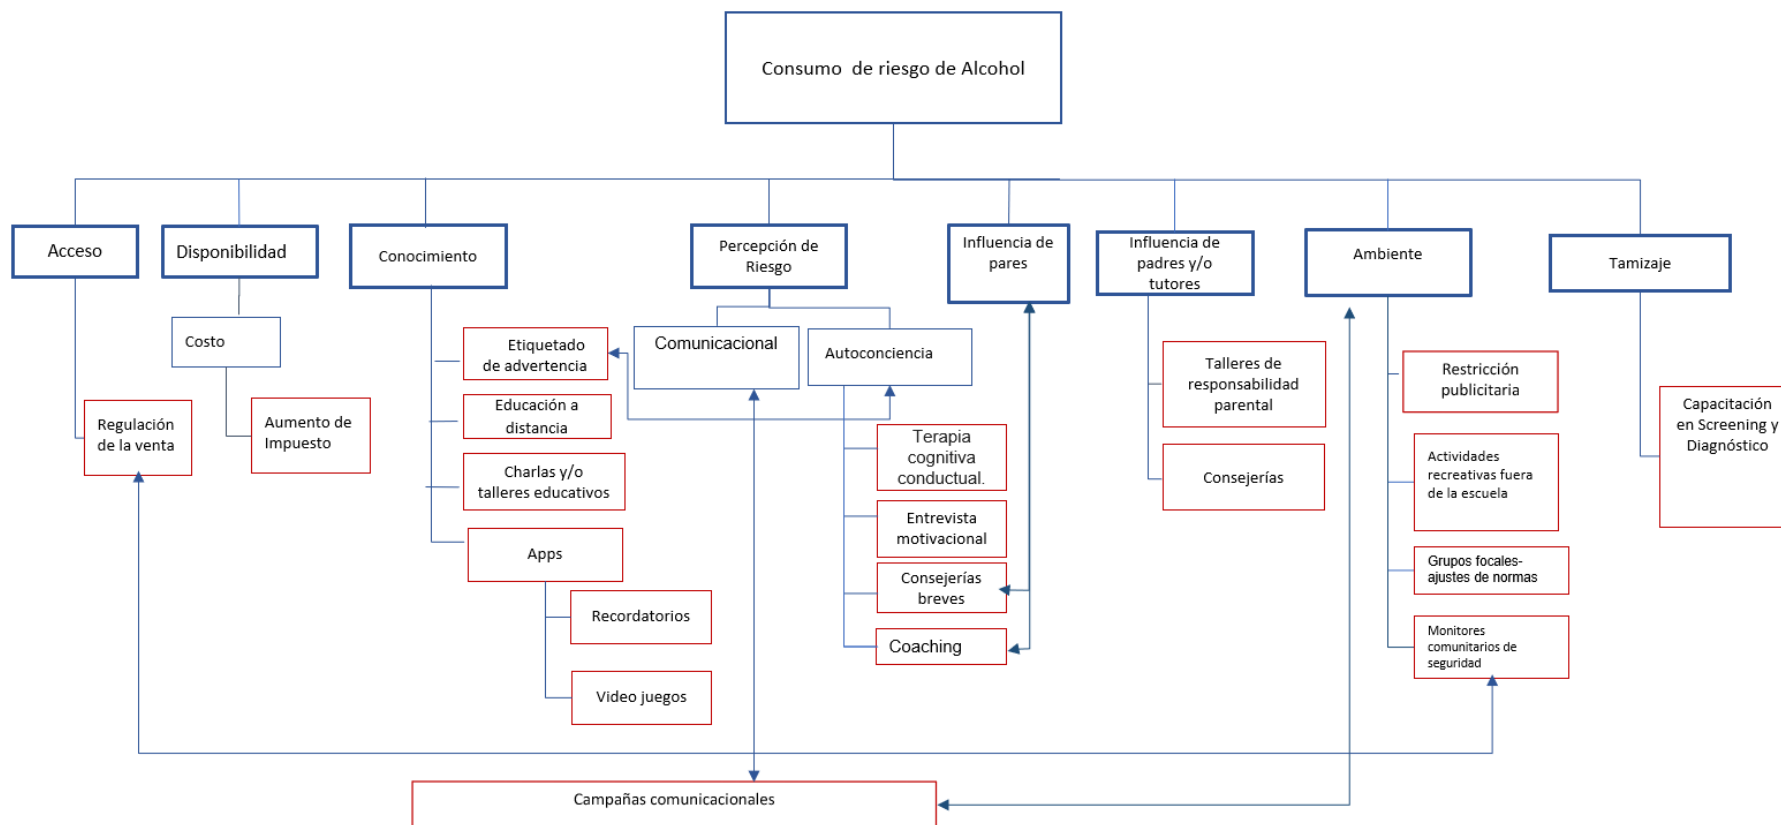 Consumo de riesgo de Alcohol
Acceso
Disponibilidad
Conocimiento
Percepción de
Riesgo
Influencia de
pares
Influencia de
padres y/o
tutores
Ambiente
Tamizaje
Costo
Regulación
de la venta
Aumento de
Impuesto
Etiquetado
de advertencia
Educación a
distancia
Charlas y/o
talleres educativos
Apps
Recordatorios
Video juegos
Comunicacional
Autoconciencia
Terapia
cognitiva
conductual.
Entrevista
motivacional
Consejerías
breves
Coaching
Talleres de
responsabilidad
parental
Consejerías
Restricción
publicitaria
Actividades
recreativas fuera
de la escuela
Grupos focales-
ajustes de normas
Monitores
comunitarios de
seguridad
Capacitación
en Screening y
Diagnóstico
Campañas comunicacionales